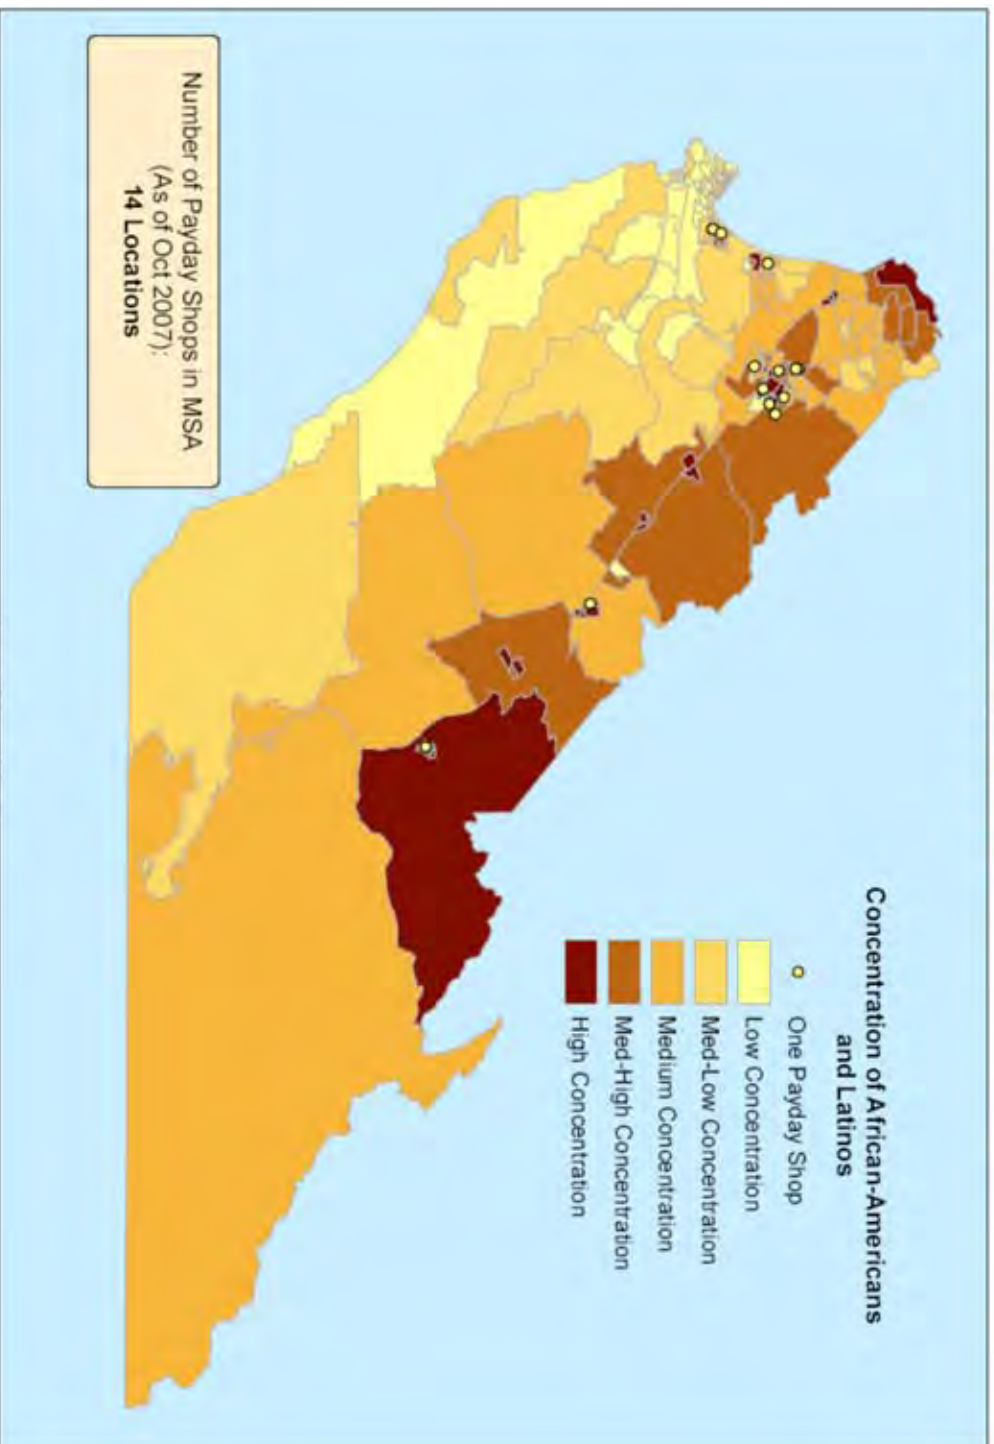 Concentration of African-Americans
and Latinos
One Payday Shop
Low Concentration
Med-Low Concentration
Medium Concentration
Med-High Concentration
High Concentration
Number of Payday Shops in MSA
(As of Oct 2007):
14 Locations